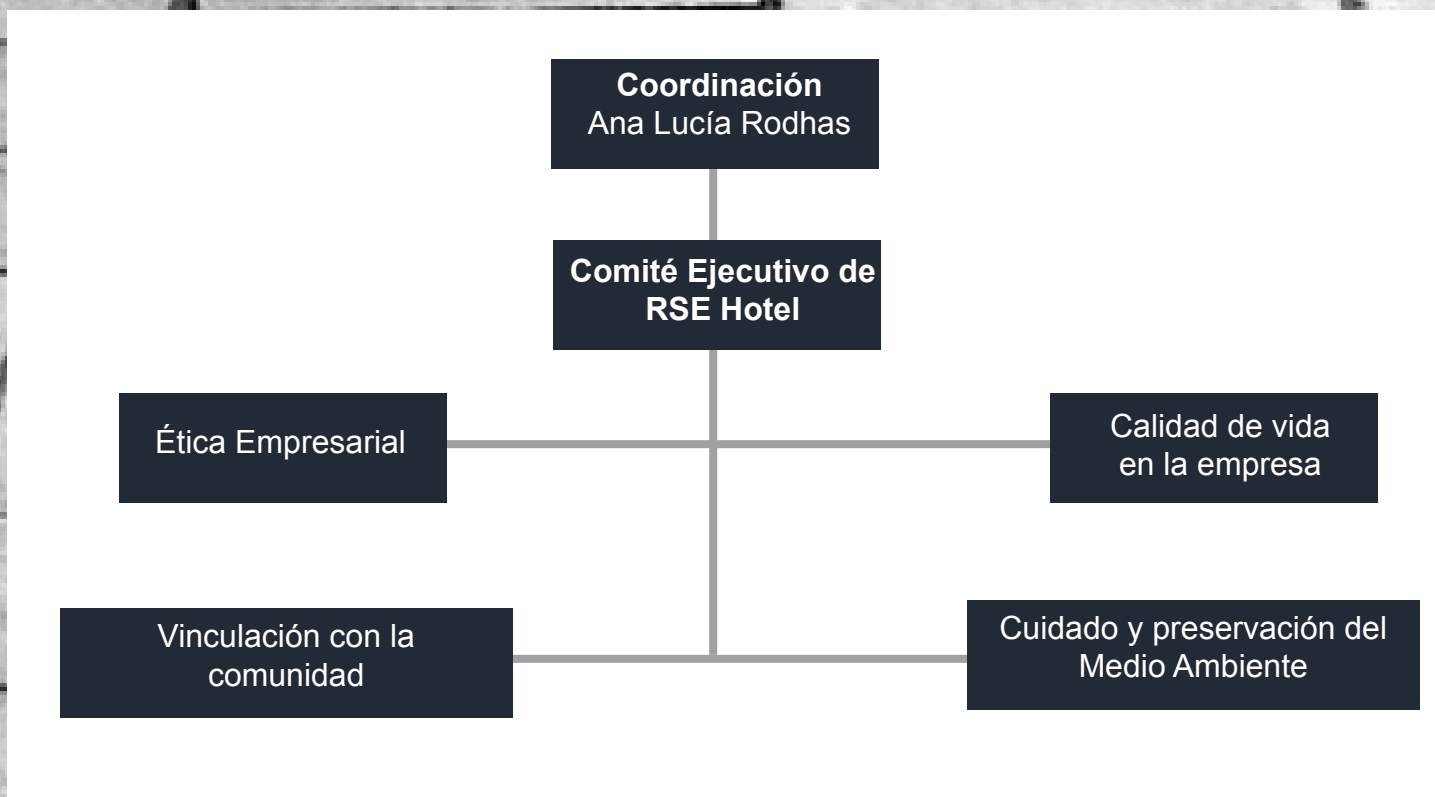 Coordinación
Ana Lucía Rodhas
Comité Ejecutivo de
RSE Hotel
Ética Empresarial
Calidad de vida
en la empresa
Vinculación con la
comunidad
Cuidado y preservación del
Medio Ambiente